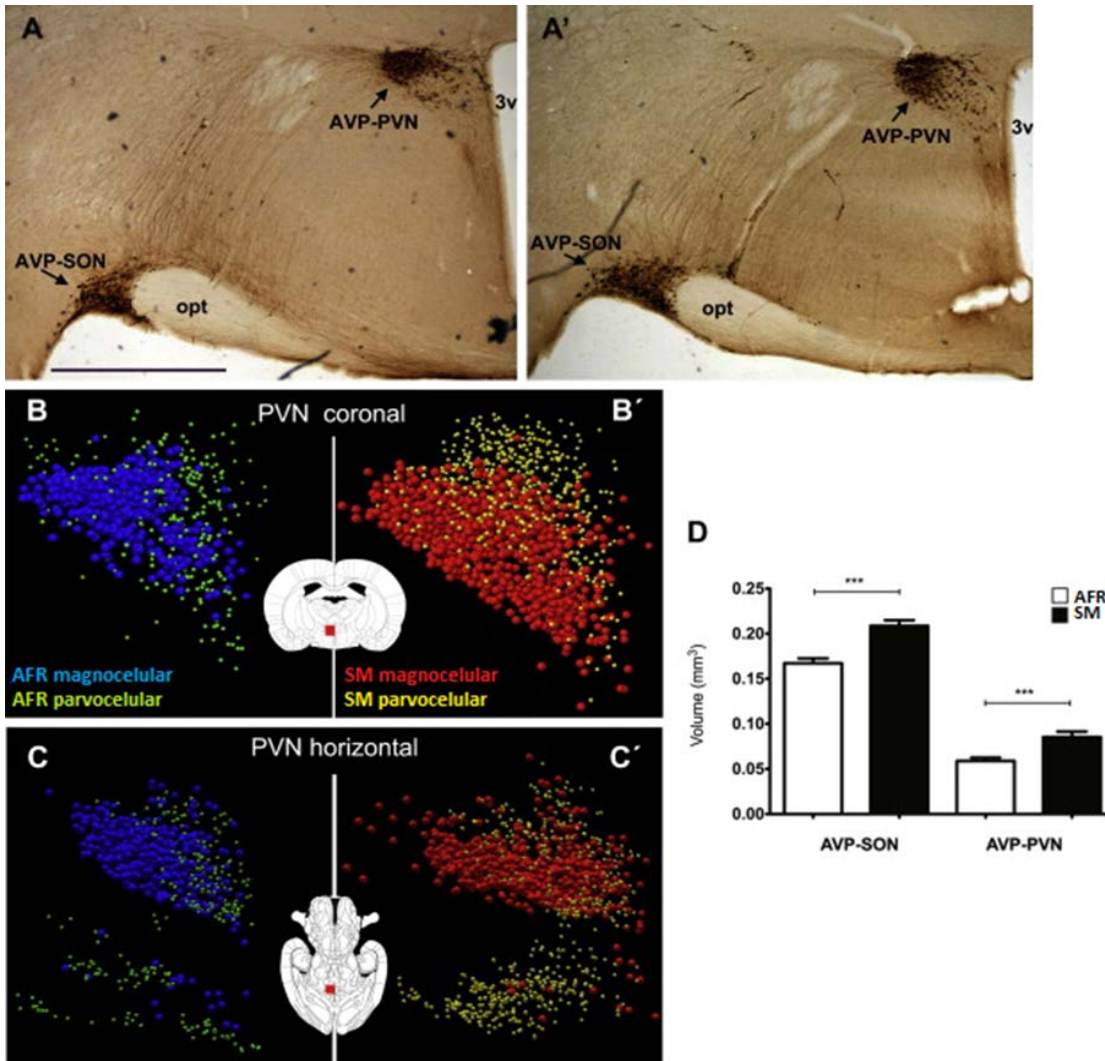 A
AVP-PVN
3v
AVP-SON
opt
A'
AVP-PVN
3v
AVP-SON
opt
B
PVN coronal
B´
AFR magnocelular
AFR parvocelular
SM magnocelular
SM parvocelular
C
PVN horizontal
C´
D
AFR
SM
Volume (mm³)
0.25
0.20
0.15
0.10
0.05
0.00
***
***
AVP-SON
AVP-PVN